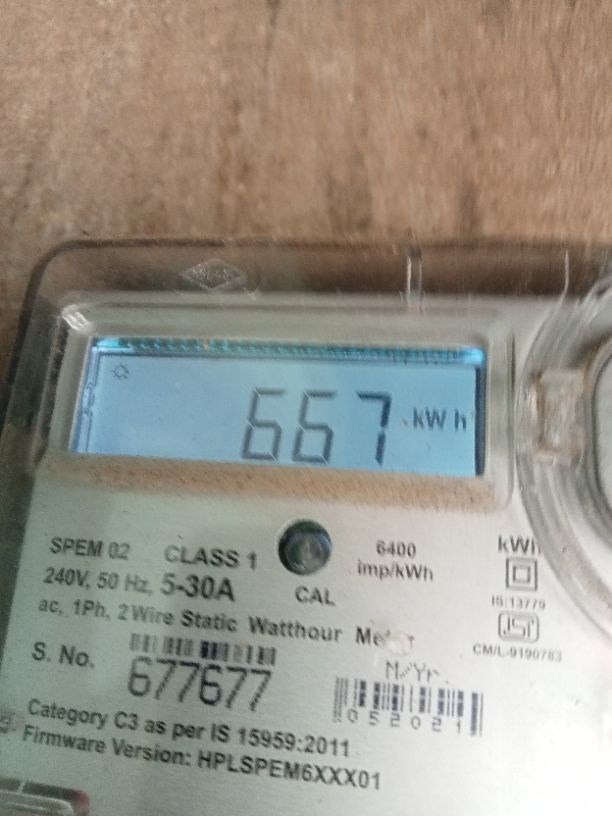 667 kWh
SPEM 02 CLASS 1 6400 imp/kWh kWh
240V, 50 Hz, 5-30A CAL
ac, 1Ph, 2 Wire Static Watthour Meter
IS:13779
ISI
CM/L-9190783
S. No. 677677
M/Yr.
052021
Category C3 as per IS 15959:2011
Firmware Version: HPLSPEM6XXX01